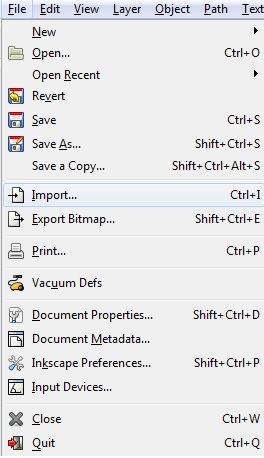 File Edit View Layer Object Path Text
New
Open... Ctrl+O
Open Recent
Revert
Save Ctrl+S
Save As... Shift+Ctrl+S
Save a Copy... Shift+Ctrl+Alt+S
Import... Ctrl+I
Export Bitmap... Shift+Ctrl+E
Print... Ctrl+P
Vacuum Defs
Document Properties... Shift+Ctrl+D
Document Metadata...
Inkscape Preferences... Shift+Ctrl+P
Input Devices...
Close Ctrl+W
Quit Ctrl+Q